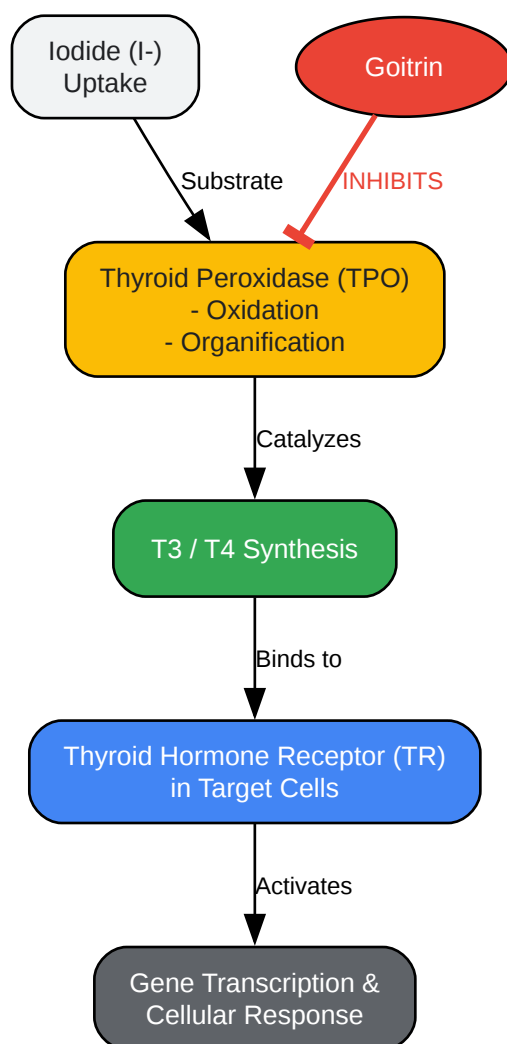 Iodide (I-)
Uptake
Goitrin
Substrate
INHIBITS
Thyroid Peroxidase (TPO)
- Oxidation
- Organification
Catalyzes
T3 / T4 Synthesis
Binds to
Thyroid Hormone Receptor (TR)
in Target Cells
Activates
Gene Transcription &
Cellular Response